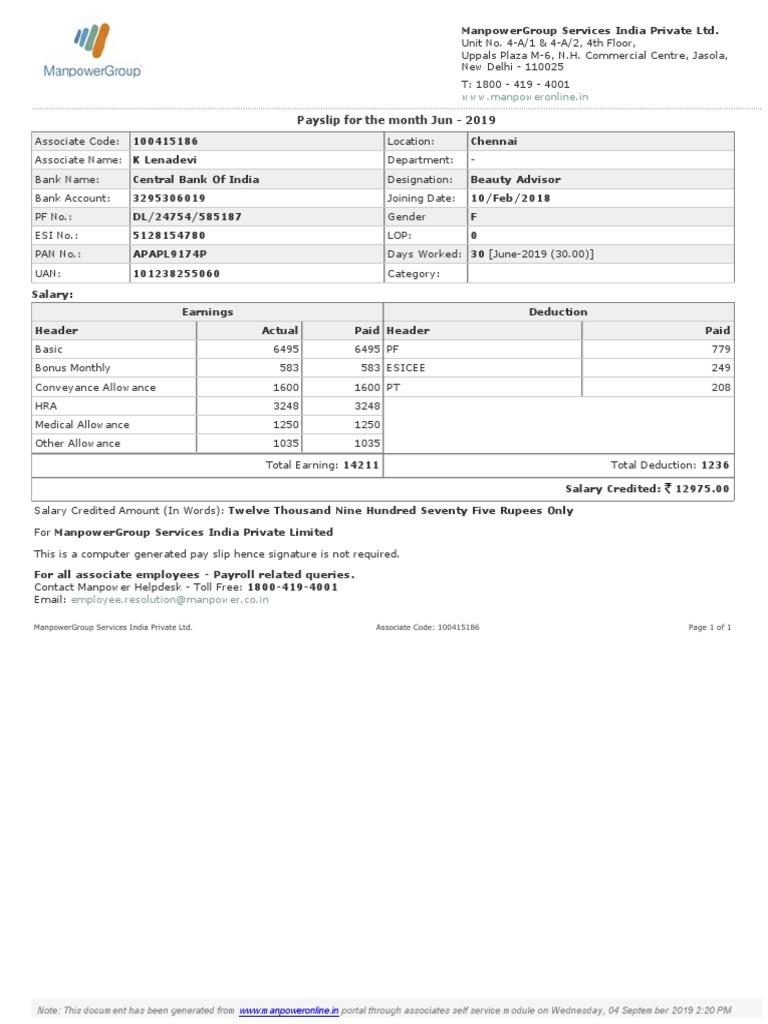 ManpowerGroup
ManpowerGroup Services India Private Ltd.
Unit No. 4-A/1 & 4-A/2, 4th Floor,
Uppals Plaza M-6, N.H. Commercial Centre, Jasola,
New Delhi - 110025
T: 1800 - 419 - 4001
www.manpoweronline.in
Payslip for the month Jun - 2019
Associate Code: 100415186 Location: Chennai
Associate Name: K Lenadevi Department: -
Bank Name: Central Bank Of India Designation: Beauty Advisor
Bank Account: 3295306019 Joining Date: 10/Feb/2018
PF No.: DL/24754/585187 Gender F
ESI No.: 5128154780 LOP: 0
PAN No.: APAPL9174P Days Worked: 30 [June-2019 (30.00)]
UAN: 101238255060 Category:
Salary:
Earnings Deduction
Header Actual Paid Header Paid
Basic 6495 6495 PF 779
Bonus Monthly 583 583 ESICEE 249
Conveyance Allowance 1600 1600 PT 208
HRA 3248 3248
Medical Allowance 1250 1250
Other Allowance 1035 1035
Total Earning: 14211 Total Deduction: 1236
Salary Credited: ₹ 12975.00
Salary Credited Amount (In Words): Twelve Thousand Nine Hundred Seventy Five Rupees Only
For ManpowerGroup Services India Private Limited
This is a computer generated pay slip hence signature is not required.
For all associate employees - Payroll related queries.
Contact Manpower Helpdesk - Toll Free: 1800-419-4001
Email: employee.resolution@manpower.co.in
ManpowerGroup Services India Private Ltd. Associate Code: 100415186 Page 1 of 1
Note: This document has been generated from www.manpoweronline.in portal through associates self service module on Wednesday, 04 September 2019 2:20 PM